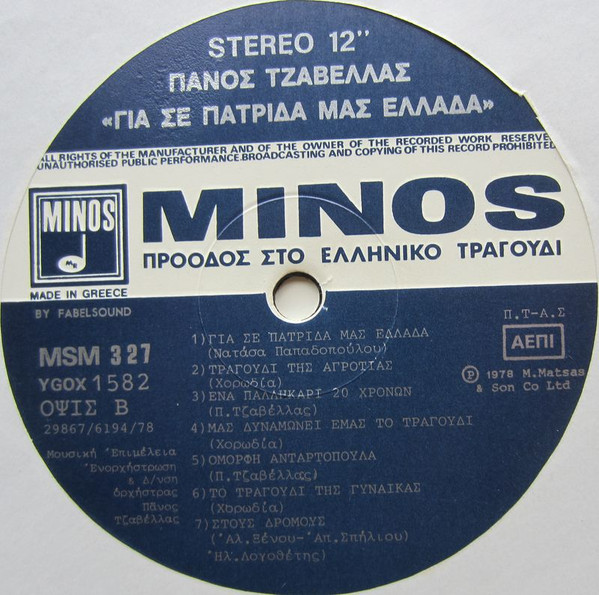 STEREO 12''
ΠΑΝΟΣ ΤΖΑΒΕΛΛΑΣ
«ΓΙΑ ΣΕ ΠΑΤΡΙΔΑ ΜΑΣ ΕΛΛΑΔΑ»
ALL RIGHTS OF THE MANUFACTURER AND OF THE OWNER OF THE RECORDED WORK RESERVED
UNAUTHORISED PUBLIC PERFORMANCE.BROADCASTING AND COPYING OF THIS RECORD PROHIBITED.
MINOS
MINOS
ΠΡΟΟΔΟΣ ΣΤΟ ΕΛΛΗΝΙΚΟ ΤΡΑΓΟΥΔΙ
MADE IN GREECE
BY FABELSOUND
MSM 327
YGOX 1582
ΟΨΙΣ Β
29867/6194/78
Μουσική 'Επιμέλεια
'Ενορχήστρωση
& Δ/νση
όρχήστρας
Πᾶνος
Τζαβέλλας
1)ΓΙΑ ΣΕ ΠΑΤΡΙΔΑ ΜΑΣ ΕΛΛΑΔΑ
(Νατάσα Παπαδοπούλου)
2)ΤΡΑΓΟΥΔΙ ΤΗΣ ΑΓΡΟΤΙΑΣ
(Χορωδία)
3)ΕΝΑ ΠΑΛΛΗΚΑΡΙ 20 ΧΡΟΝΩΝ
(Π.Τζαβέλλας)
4)ΜΑΣ ΔΥΝΑΜΩΝΕΙ ΕΜΑΣ ΤΟ ΤΡΑΓΟΥΔΙ
(Χορωδία)
5)ΟΜΟΡΦΗ ΑΝΤΑΡΤΟΠΟΥΛΑ
(Π.Τζαβέλλας)
6)ΤΟ ΤΡΑΓΟΥΔΙ ΤΗΣ ΓΥΝΑΙΚΑΣ
(Χορωδία)
7)ΣΤΟΥΣ ΔΡΟΜΟΥΣ
('Αλ.Ξένου-'Απ.Σπήλιου)
'Ηλ.Λογοθέτης)
Π.Τ-Α.Σ
ΑΕΠΙ
Ⓟ 1978 M.Matsas
& Son Co Ltd